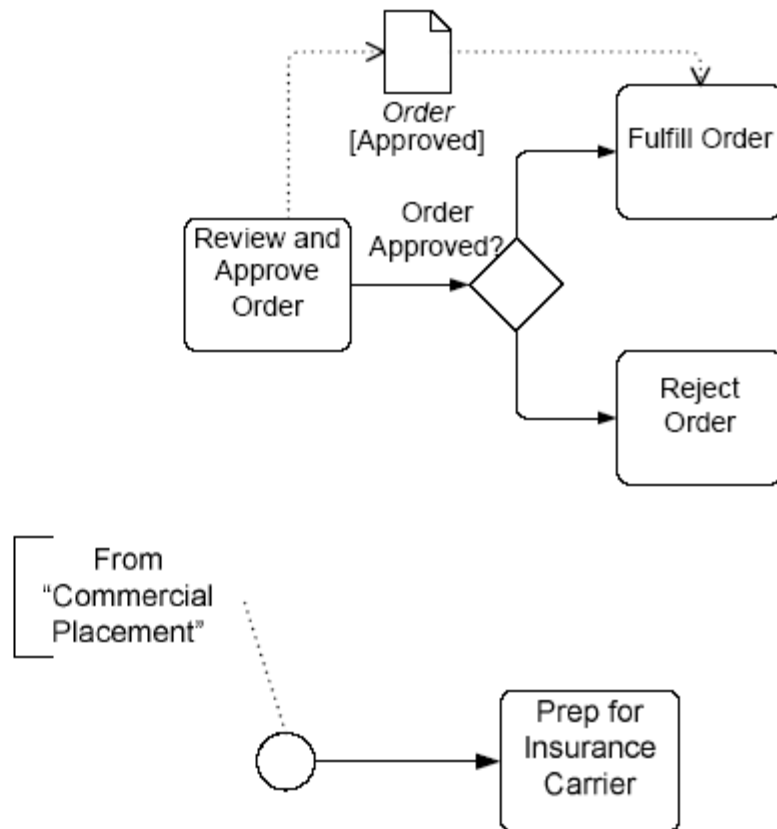 Order
[Approved]
Fulfill Order
Order
Approved?
Review and
Approve
Order
Reject
Order
From
“Commercial
Placement”
Prep for
Insurance
Carrier